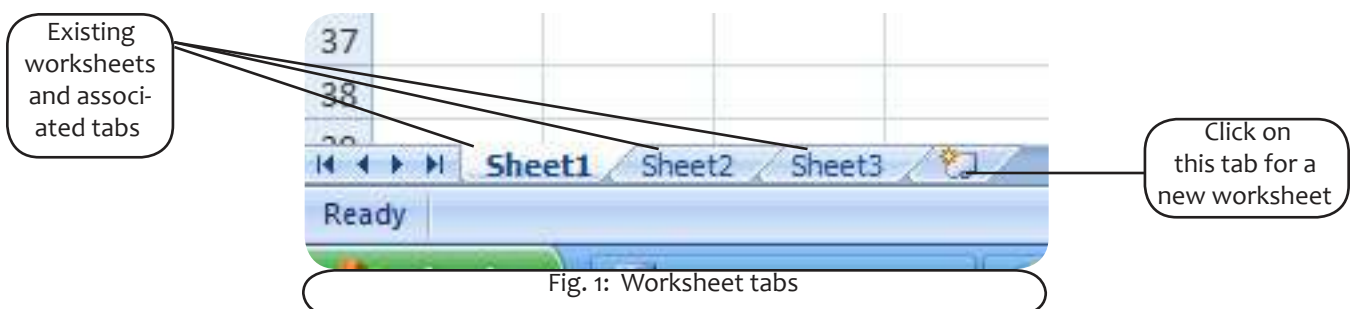 Existing
worksheets
and associ-
ated tabs
37
38
Sheet1 Sheet2 Sheet3
Ready
Click on
this tab for a
new worksheet
Fig. 1: Worksheet tabs